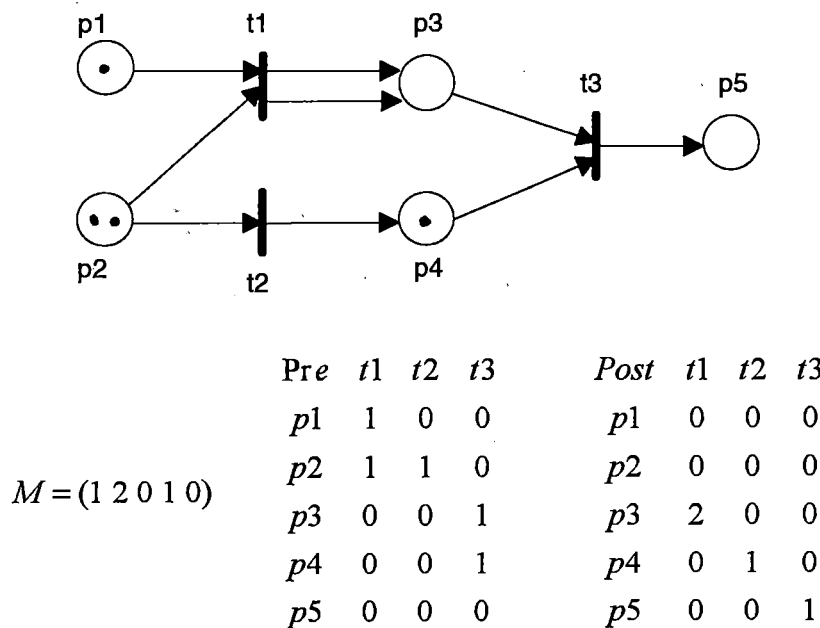 p1 t1 p3
t3 p5
p2 t2 p4
Pre t1 t2 t3 Post t1 t2 t3
p1 1 0 0 p1 0 0 0
p2 1 1 0 p2 0 0 0
M = (1 2 0 1 0) p3 0 0 1 p3 2 0 0
p4 0 0 1 p4 0 1 0
p5 0 0 0 p5 0 0 1